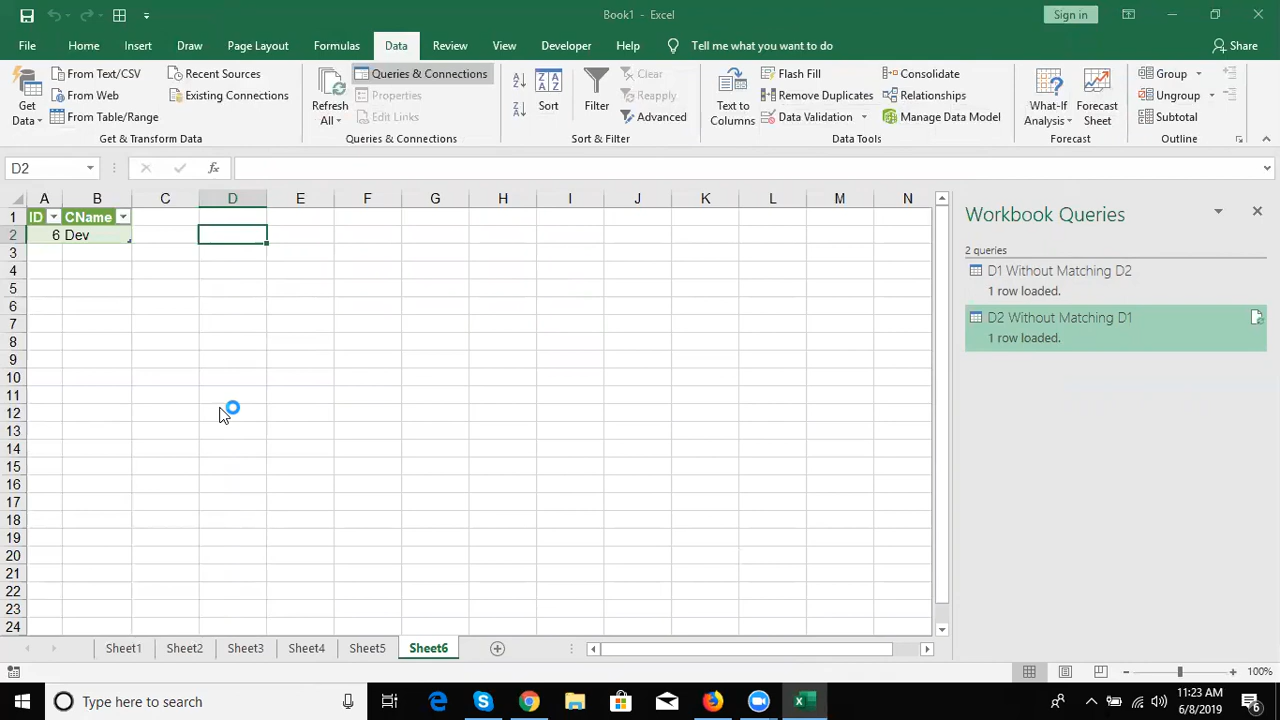 Book1 - Excel
Sign in
File Home Insert Draw Page Layout Formulas Data Review View Developer Help Tell me what you want to do Share
Get Data
From Text/CSV
From Web
From Table/Range
Recent Sources
Existing Connections
Get & Transform Data
Refresh All
Queries & Connections
Properties
Edit Links
Queries & Connections
Sort
Filter
Clear
Reapply
Advanced
Sort & Filter
Text to Columns
Flash Fill
Remove Duplicates
Data Validation
Consolidate
Relationships
Manage Data Model
Data Tools
What-If Analysis
Forecast Sheet
Forecast
Group
Ungroup
Subtotal
Outline
D2 fx
A B C D E F G H I J K L M N
1 ID CName
2 6 Dev
3
4
5
6
7
8
9
10
11
12
13
14
15
16
17
18
19
20
21
22
23
24
Workbook Queries
2 queries
D1 Without Matching D2
1 row loaded.
D2 Without Matching D1
1 row loaded.
Sheet1 Sheet2 Sheet3 Sheet4 Sheet5 Sheet6
100%
Type here to search
11:23 AM
6/8/2019
6